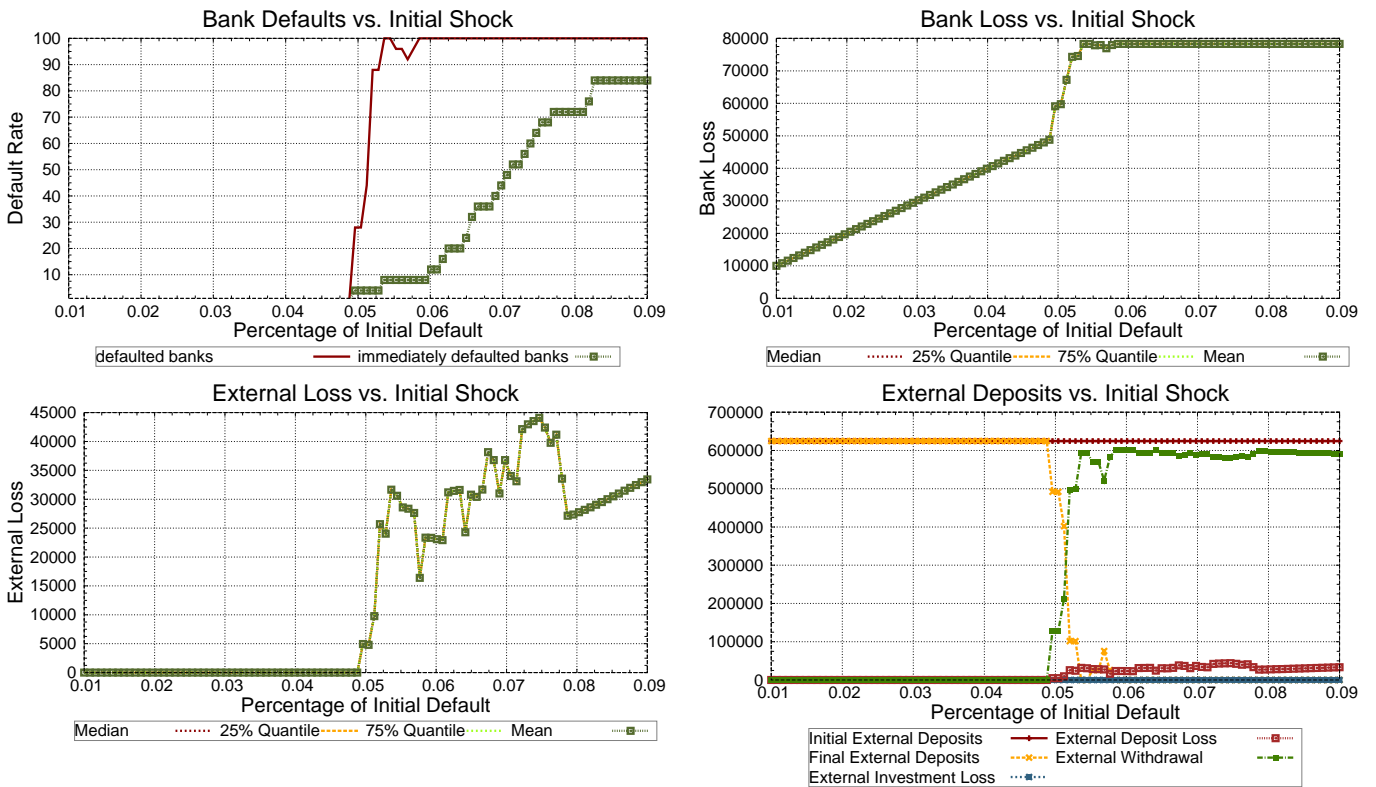 Bank Defaults vs. Initial Shock
100
90
80
70
60
50
40
30
20
10
0.01 0.02 0.03 0.04 0.05 0.06 0.07 0.08 0.09
Default Rate
Percentage of Initial Default
defaulted banks immediately defaulted banks
Bank Loss vs. Initial Shock
80000
70000
60000
50000
40000
30000
20000
10000
0
0.01 0.02 0.03 0.04 0.05 0.06 0.07 0.08 0.09
Bank Loss
Percentage of Initial Default
Median 25% Quantile 75% Quantile Mean
External Loss vs. Initial Shock
45000
40000
35000
30000
25000
20000
15000
10000
5000
0
0.01 0.02 0.03 0.04 0.05 0.06 0.07 0.08 0.09
External Loss
Percentage of Initial Default
Median 25% Quantile 75% Quantile Mean
External Deposits vs. Initial Shock
700000
600000
500000
400000
300000
200000
100000
0
0.01 0.02 0.03 0.04 0.05 0.06 0.07 0.08 0.09
Percentage of Initial Default
Initial External Deposits External Deposit Loss
Final External Deposits External Withdrawal
External Investment Loss